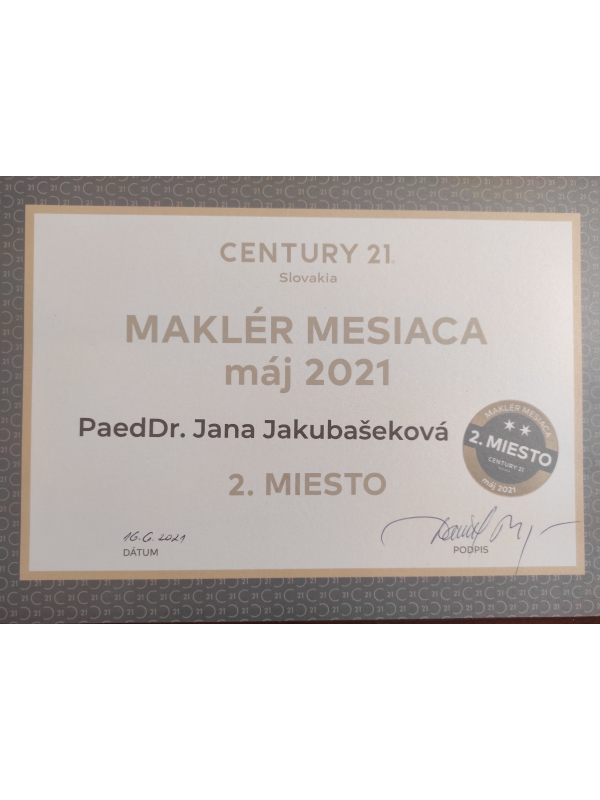 CENTURY 21
Slovakia
MAKLÉR MESIACA
máj 2021
PaedDr. Jana Jakubašeková
2. MIESTO
MAKLÉR MESIACA
2. MIESTO
CENTURY 21
máj 2021
16.6.2021
DÁTUM
PODPIS